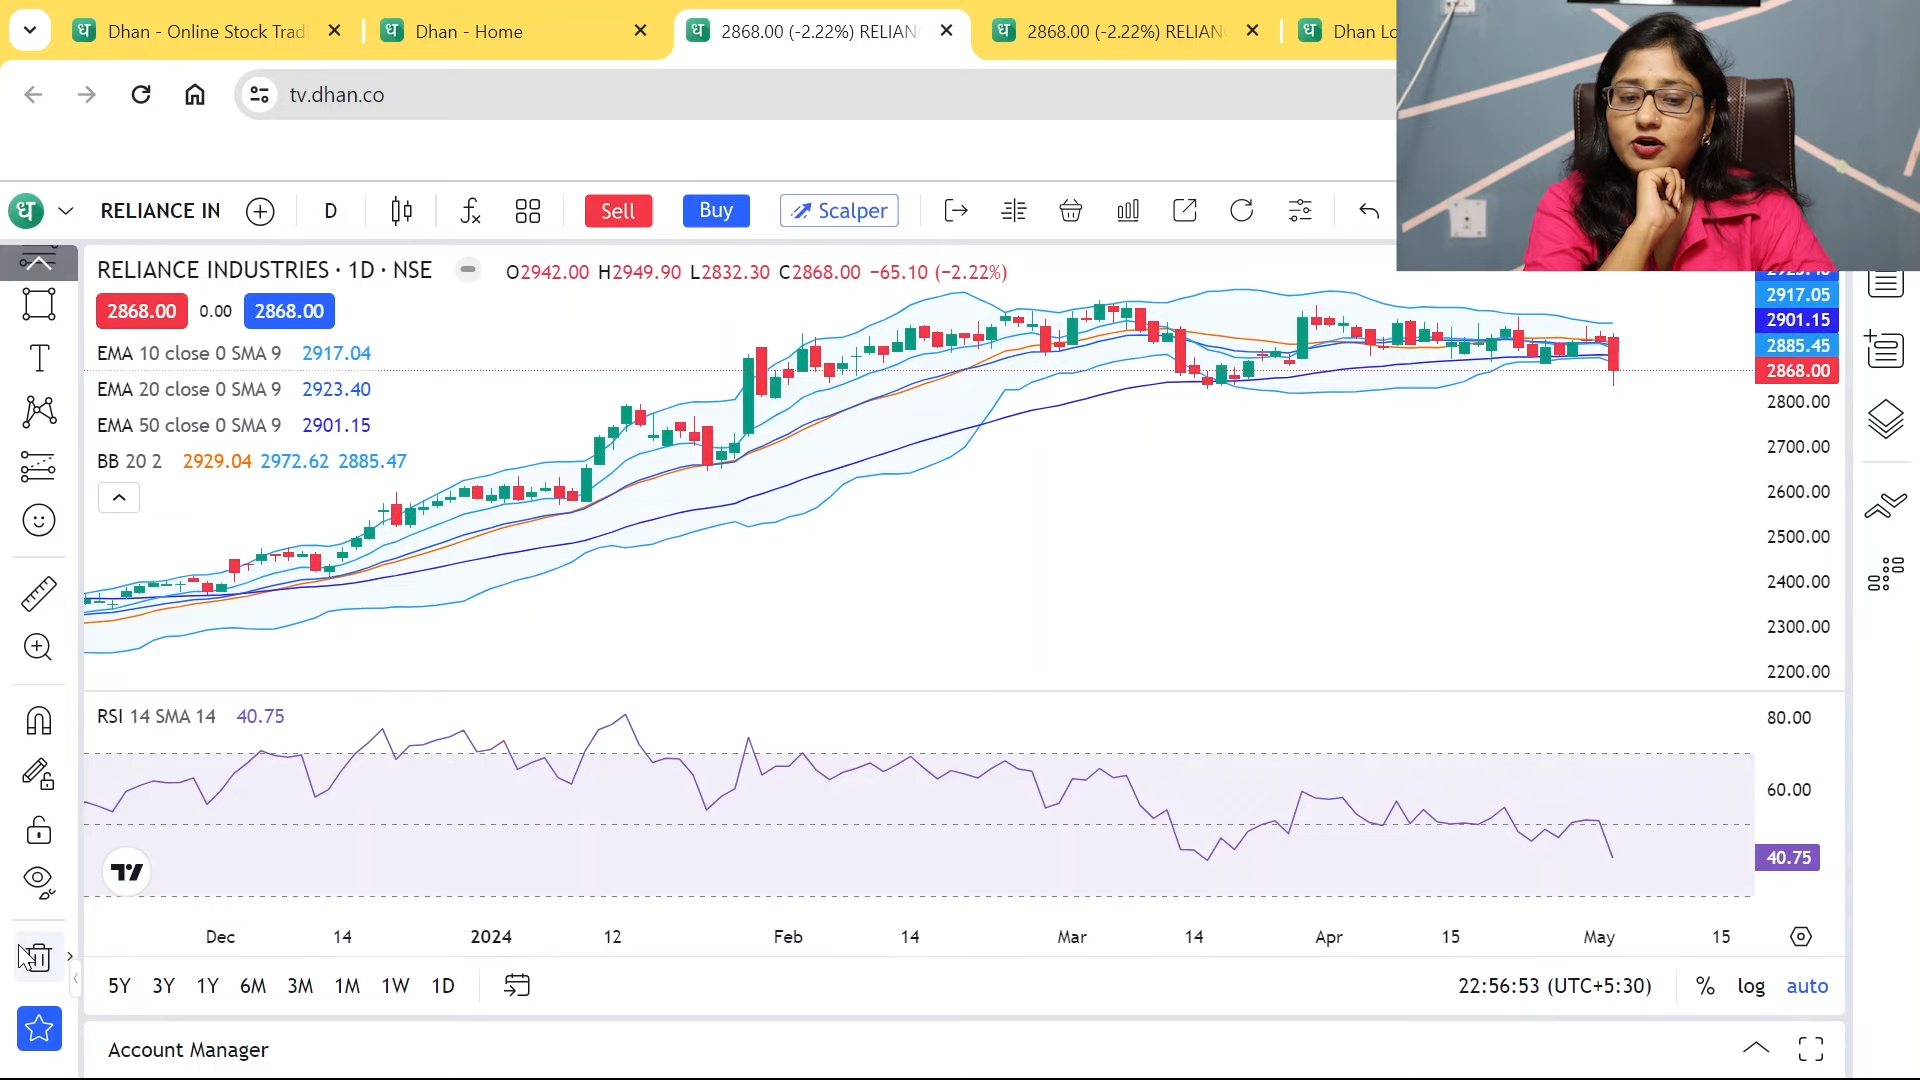 Dhan - Online Stock Trad
Dhan - Home
2868.00 (-2.22%) RELIAN
2868.00 (-2.22%) RELIAN
Dhan Lo
tv.dhan.co
ध
RELIANCE IN
D
Sell
Buy
Scalper
RELIANCE INDUSTRIES · 1D · NSE
O2942.00 H2949.90 L2832.30 C2868.00 −65.10 (−2.22%)
2868.00 0.00 2868.00
EMA 10 close 0 SMA 9 2917.04
EMA 20 close 0 SMA 9 2923.40
EMA 50 close 0 SMA 9 2901.15
BB 20 2 2929.04 2972.62 2885.47
2917.05
2901.15
2885.45
2868.00
2800.00
2700.00
2600.00
2500.00
2400.00
2300.00
2200.00
RSI 14 SMA 14 40.75
80.00
60.00
40.75
Dec 14 2024 12 Feb 14 Mar 14 Apr 15 May 15
5Y 3Y 1Y 6M 3M 1M 1W 1D
22:56:53 (UTC+5:30)
% log auto
Account Manager